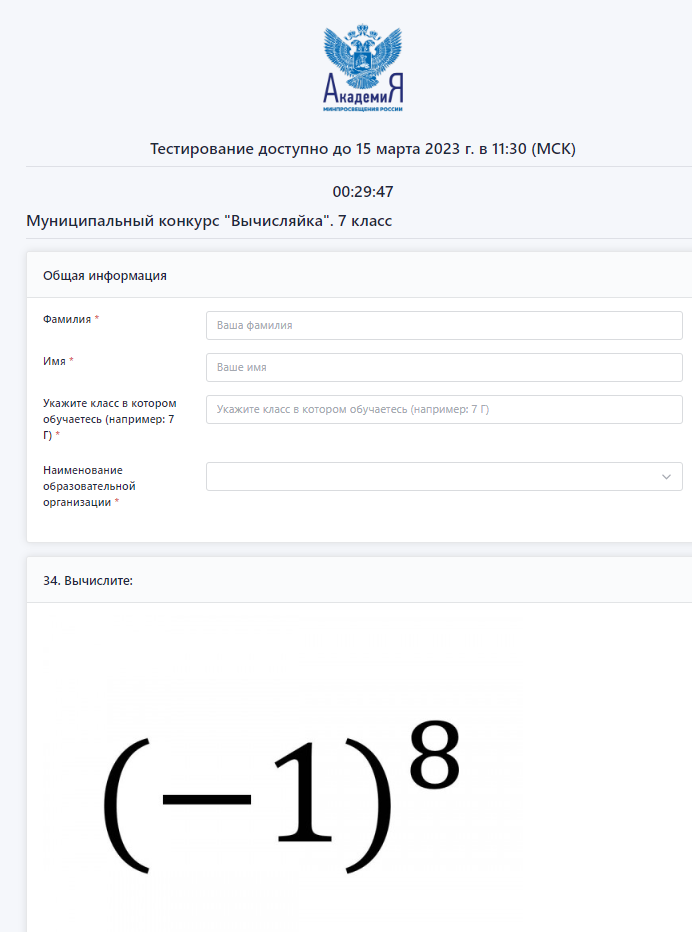 АкадемиЯ
МИНПРОСВЕЩЕНИЯ РОССИИ
Тестирование доступно до 15 марта 2023 г. в 11:30 (МСК)
00:29:47
Муниципальный конкурс "Вычисляйка". 7 класс
Общая информация
Фамилия *
Ваша фамилия
Имя *
Ваше имя
Укажите класс в котором
обучаетесь (например: 7
Г) *
Укажите класс в котором обучаетесь (например: 7 Г)
Наименование
образовательной
организации *
34. Вычислите:
(−1)⁸